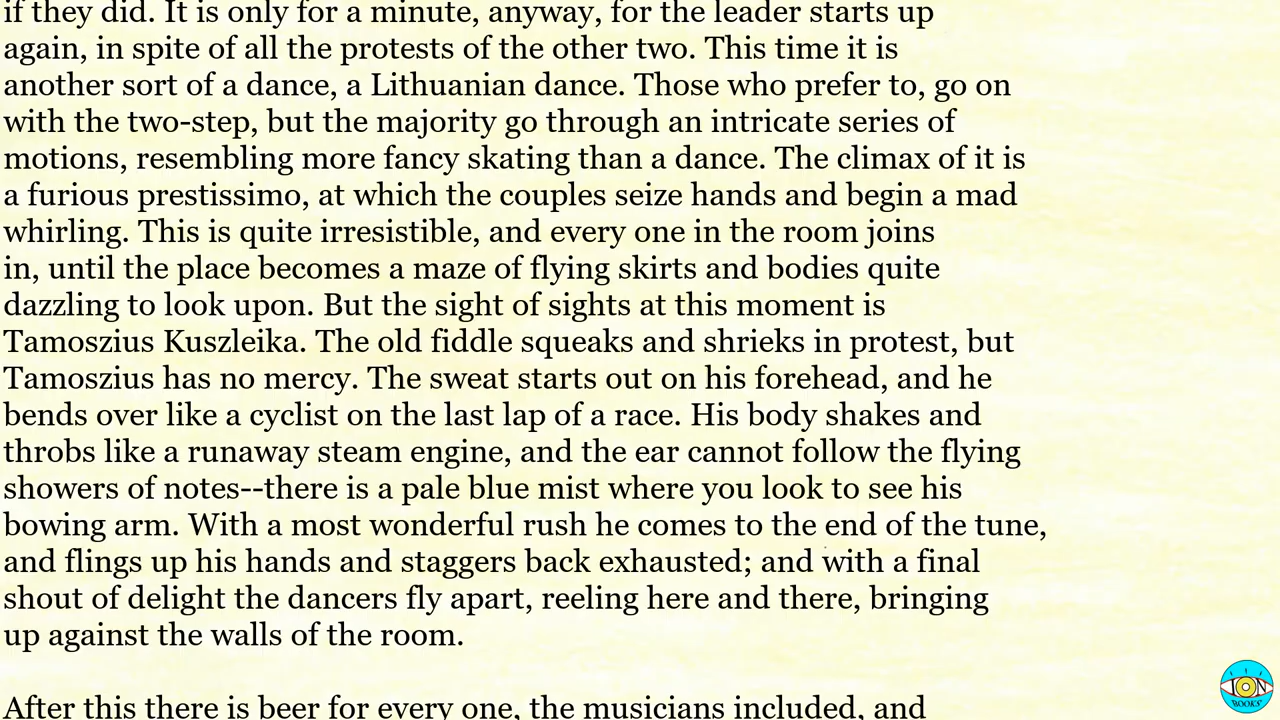 if they did. It is only for a minute, anyway, for the leader starts up
again, in spite of all the protests of the other two. This time it is
another sort of a dance, a Lithuanian dance. Those who prefer to, go on
with the two-step, but the majority go through an intricate series of
motions, resembling more fancy skating than a dance. The climax of it is
a furious prestissimo, at which the couples seize hands and begin a mad
whirling. This is quite irresistible, and every one in the room joins
in, until the place becomes a maze of flying skirts and bodies quite
dazzling to look upon. But the sight of sights at this moment is
Tamoszius Kuszleika. The old fiddle squeaks and shrieks in protest, but
Tamoszius has no mercy. The sweat starts out on his forehead, and he
bends over like a cyclist on the last lap of a race. His body shakes and
throbs like a runaway steam engine, and the ear cannot follow the flying
showers of notes--there is a pale blue mist where you look to see his
bowing arm. With a most wonderful rush he comes to the end of the tune,
and flings up his hands and staggers back exhausted; and with a final
shout of delight the dancers fly apart, reeling here and there, bringing
up against the walls of the room.
After this there is beer for every one, the musicians included, and
ION
BOOKS